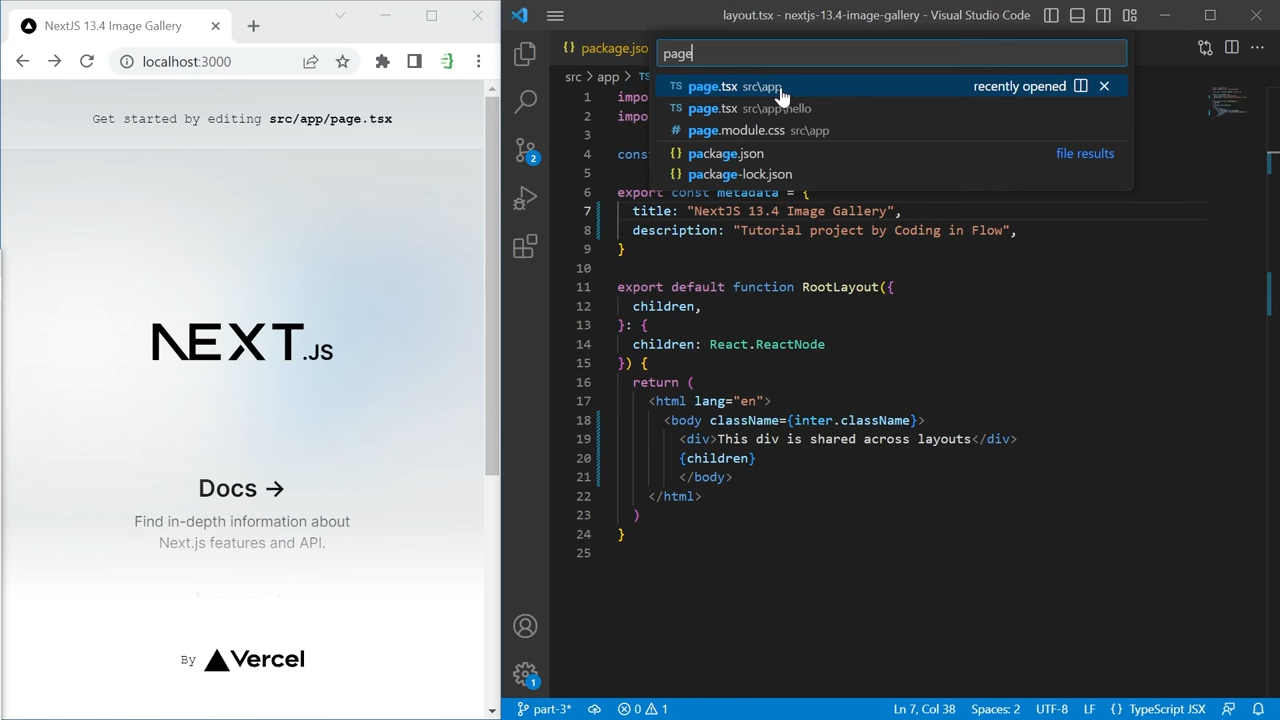 NextJS 13.4 Image Gallery
localhost:3000
Get started by editing src/app/page.tsx
NEXT.JS
Docs →
Find in-depth information about
Next.js features and API.
By Vercel
layout.tsx - nextjs-13.4-image-gallery - Visual Studio Code
{} package.jso
page
TS page.tsx src\app recently opened
TS page.tsx src\app\hello
# page.module.css src\app
{} package.json file results
{} package-lock.json
src > app > TS
1 impo
2 impo
3
4 cons
5
6 export const metadata = {
7 title: "NextJS 13.4 Image Gallery",
8 description: "Tutorial project by Coding in Flow",
9 }
10
11 export default function RootLayout({
12 children,
13 }: {
14 children: React.ReactNode
15 }) {
16 return (
17 <html lang="en">
18 <body className={inter.className}>
19 <div>This div is shared across layouts</div>
20 {children}
21 </body>
22 </html>
23 )
24 }
25
2
1
part-3* 0 1 Ln 7, Col 38 Spaces: 2 UTF-8 LF {} TypeScript JSX